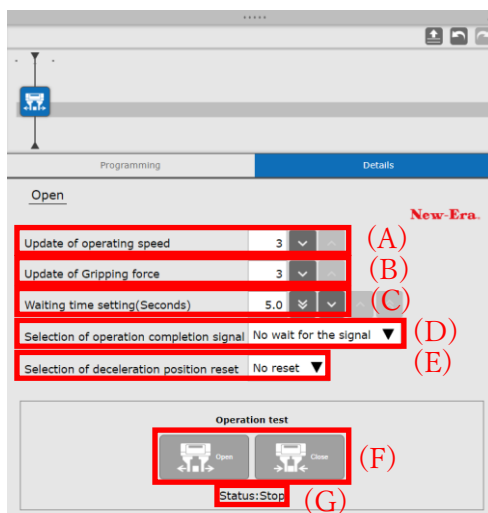 Programming Details
Open
New-Era.
Update of operating speed 3 (A)
Update of Gripping force 3 (B)
Waiting time setting(Seconds) 5.0 (C)
Selection of operation completion signal No wait for the signal ▼ (D)
Selection of deceleration position reset No reset ▼ (E)
Operation test
Open Close (F)
Status:Stop (G)